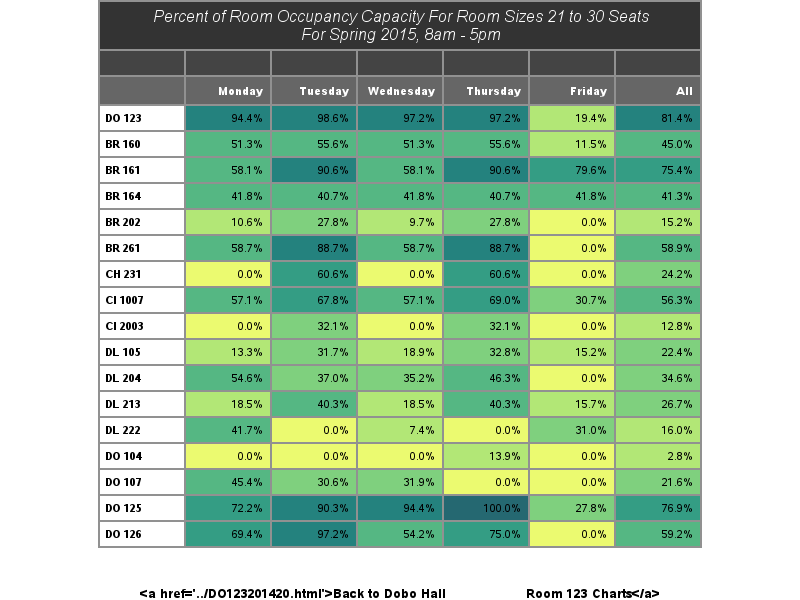 Percent of Room Occupancy Capacity For Room Sizes 21 to 30 Seats
For Spring 2015, 8am - 5pm
Monday Tuesday Wednesday Thursday Friday All
DO 123 94.4% 98.6% 97.2% 97.2% 19.4% 81.4%
BR 160 51.3% 55.6% 51.3% 55.6% 11.5% 45.0%
BR 161 58.1% 90.6% 58.1% 90.6% 79.6% 75.4%
BR 164 41.8% 40.7% 41.8% 40.7% 41.8% 41.3%
BR 202 10.6% 27.8% 9.7% 27.8% 0.0% 15.2%
BR 261 58.7% 88.7% 58.7% 88.7% 0.0% 58.9%
CH 231 0.0% 60.6% 0.0% 60.6% 0.0% 24.2%
CI 1007 57.1% 67.8% 57.1% 69.0% 30.7% 56.3%
CI 2003 0.0% 32.1% 0.0% 32.1% 0.0% 12.8%
DL 105 13.3% 31.7% 18.9% 32.8% 15.2% 22.4%
DL 204 54.6% 37.0% 35.2% 46.3% 0.0% 34.6%
DL 213 18.5% 40.3% 18.5% 40.3% 15.7% 26.7%
DL 222 41.7% 0.0% 7.4% 0.0% 31.0% 16.0%
DO 104 0.0% 0.0% 0.0% 13.9% 0.0% 2.8%
DO 107 45.4% 30.6% 31.9% 0.0% 0.0% 21.6%
DO 125 72.2% 90.3% 94.4% 100.0% 27.8% 76.9%
DO 126 69.4% 97.2% 54.2% 75.0% 0.0% 59.2%
<a href='../DO123201420.html'>Back to Dobo Hall Room 123 Charts</a>